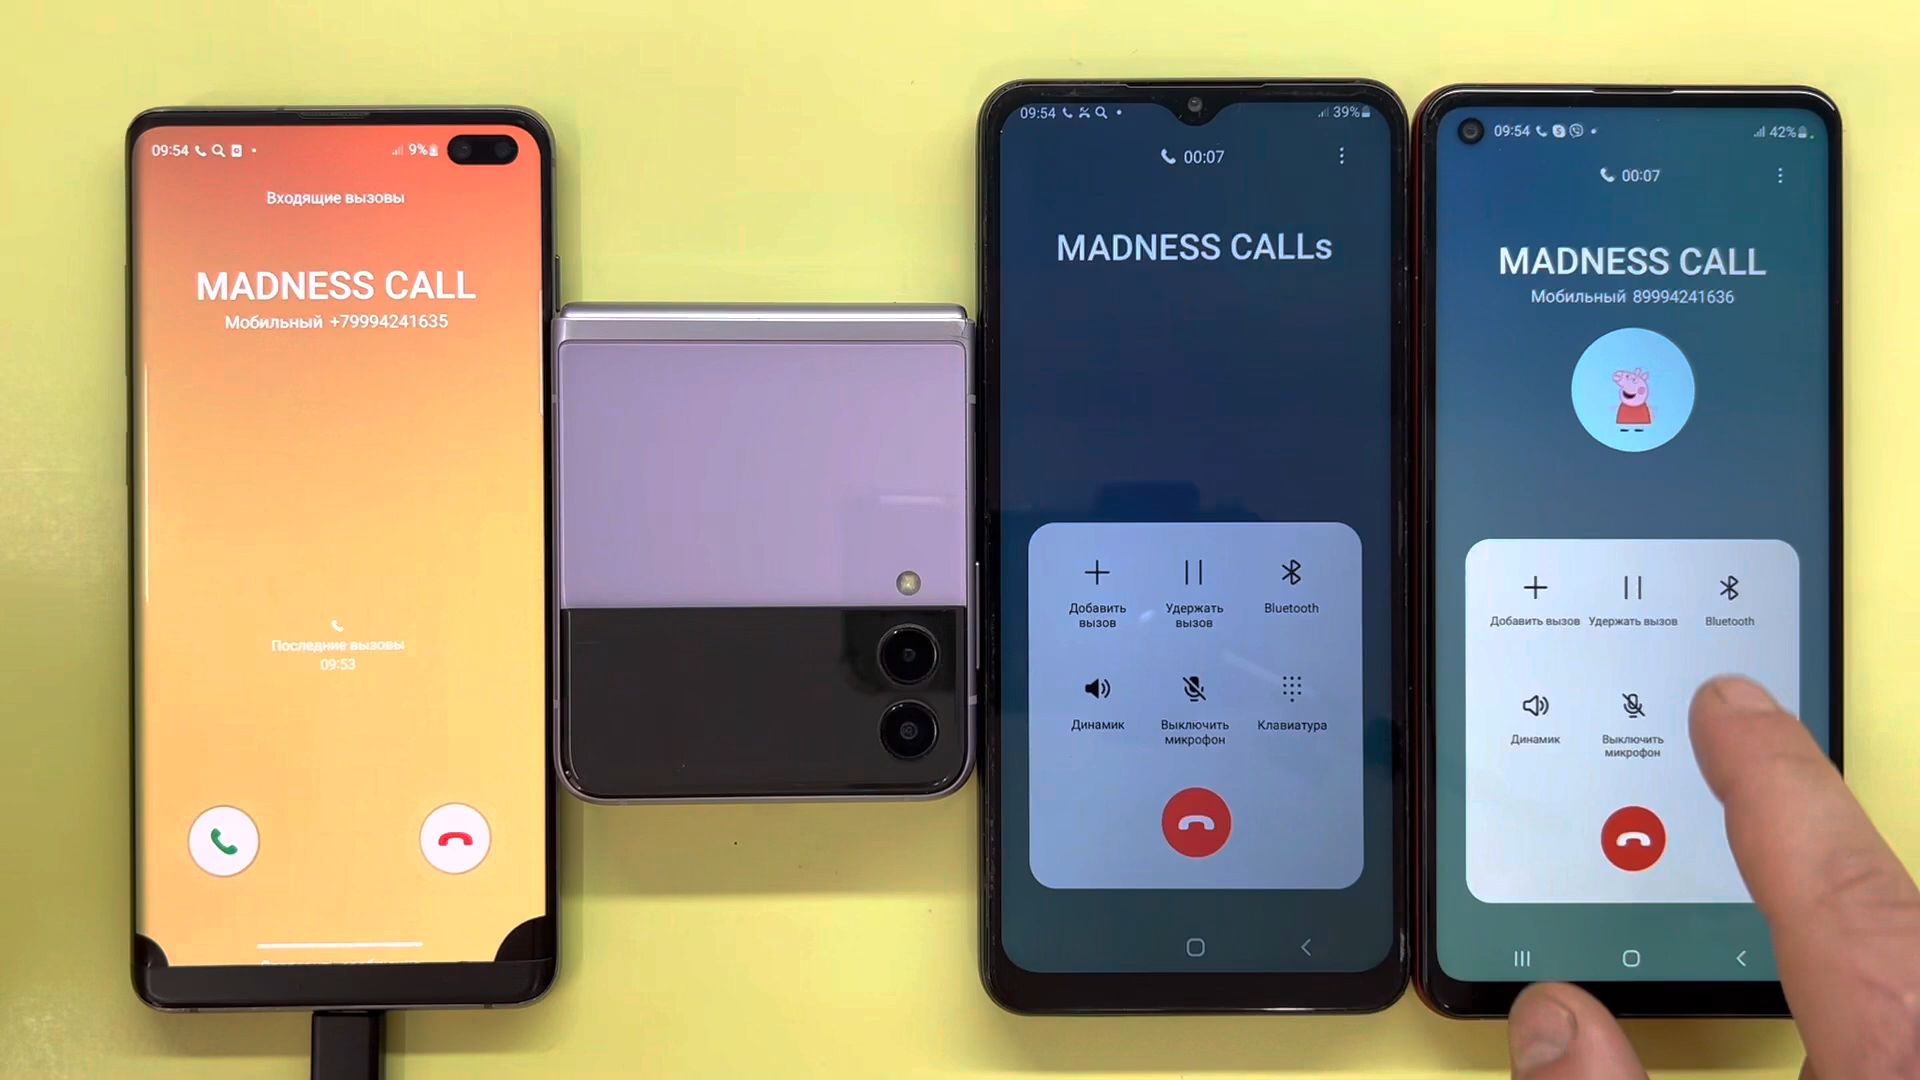 09:54
9%
Входящие вызовы
MADNESS CALL
Мобильный +79994241635
Последние вызовы
09:53
09:54
39%
00:07
MADNESS CALLs
Добавить
вызов
Удержать
вызов
Bluetooth
Динамик
Выключить
микрофон
Клавиатура
09:54
42%
00:07
MADNESS CALL
Мобильный 89994241636
Добавить вызов
Удержать вызов
Bluetooth
Динамик
Выключить
микрофон